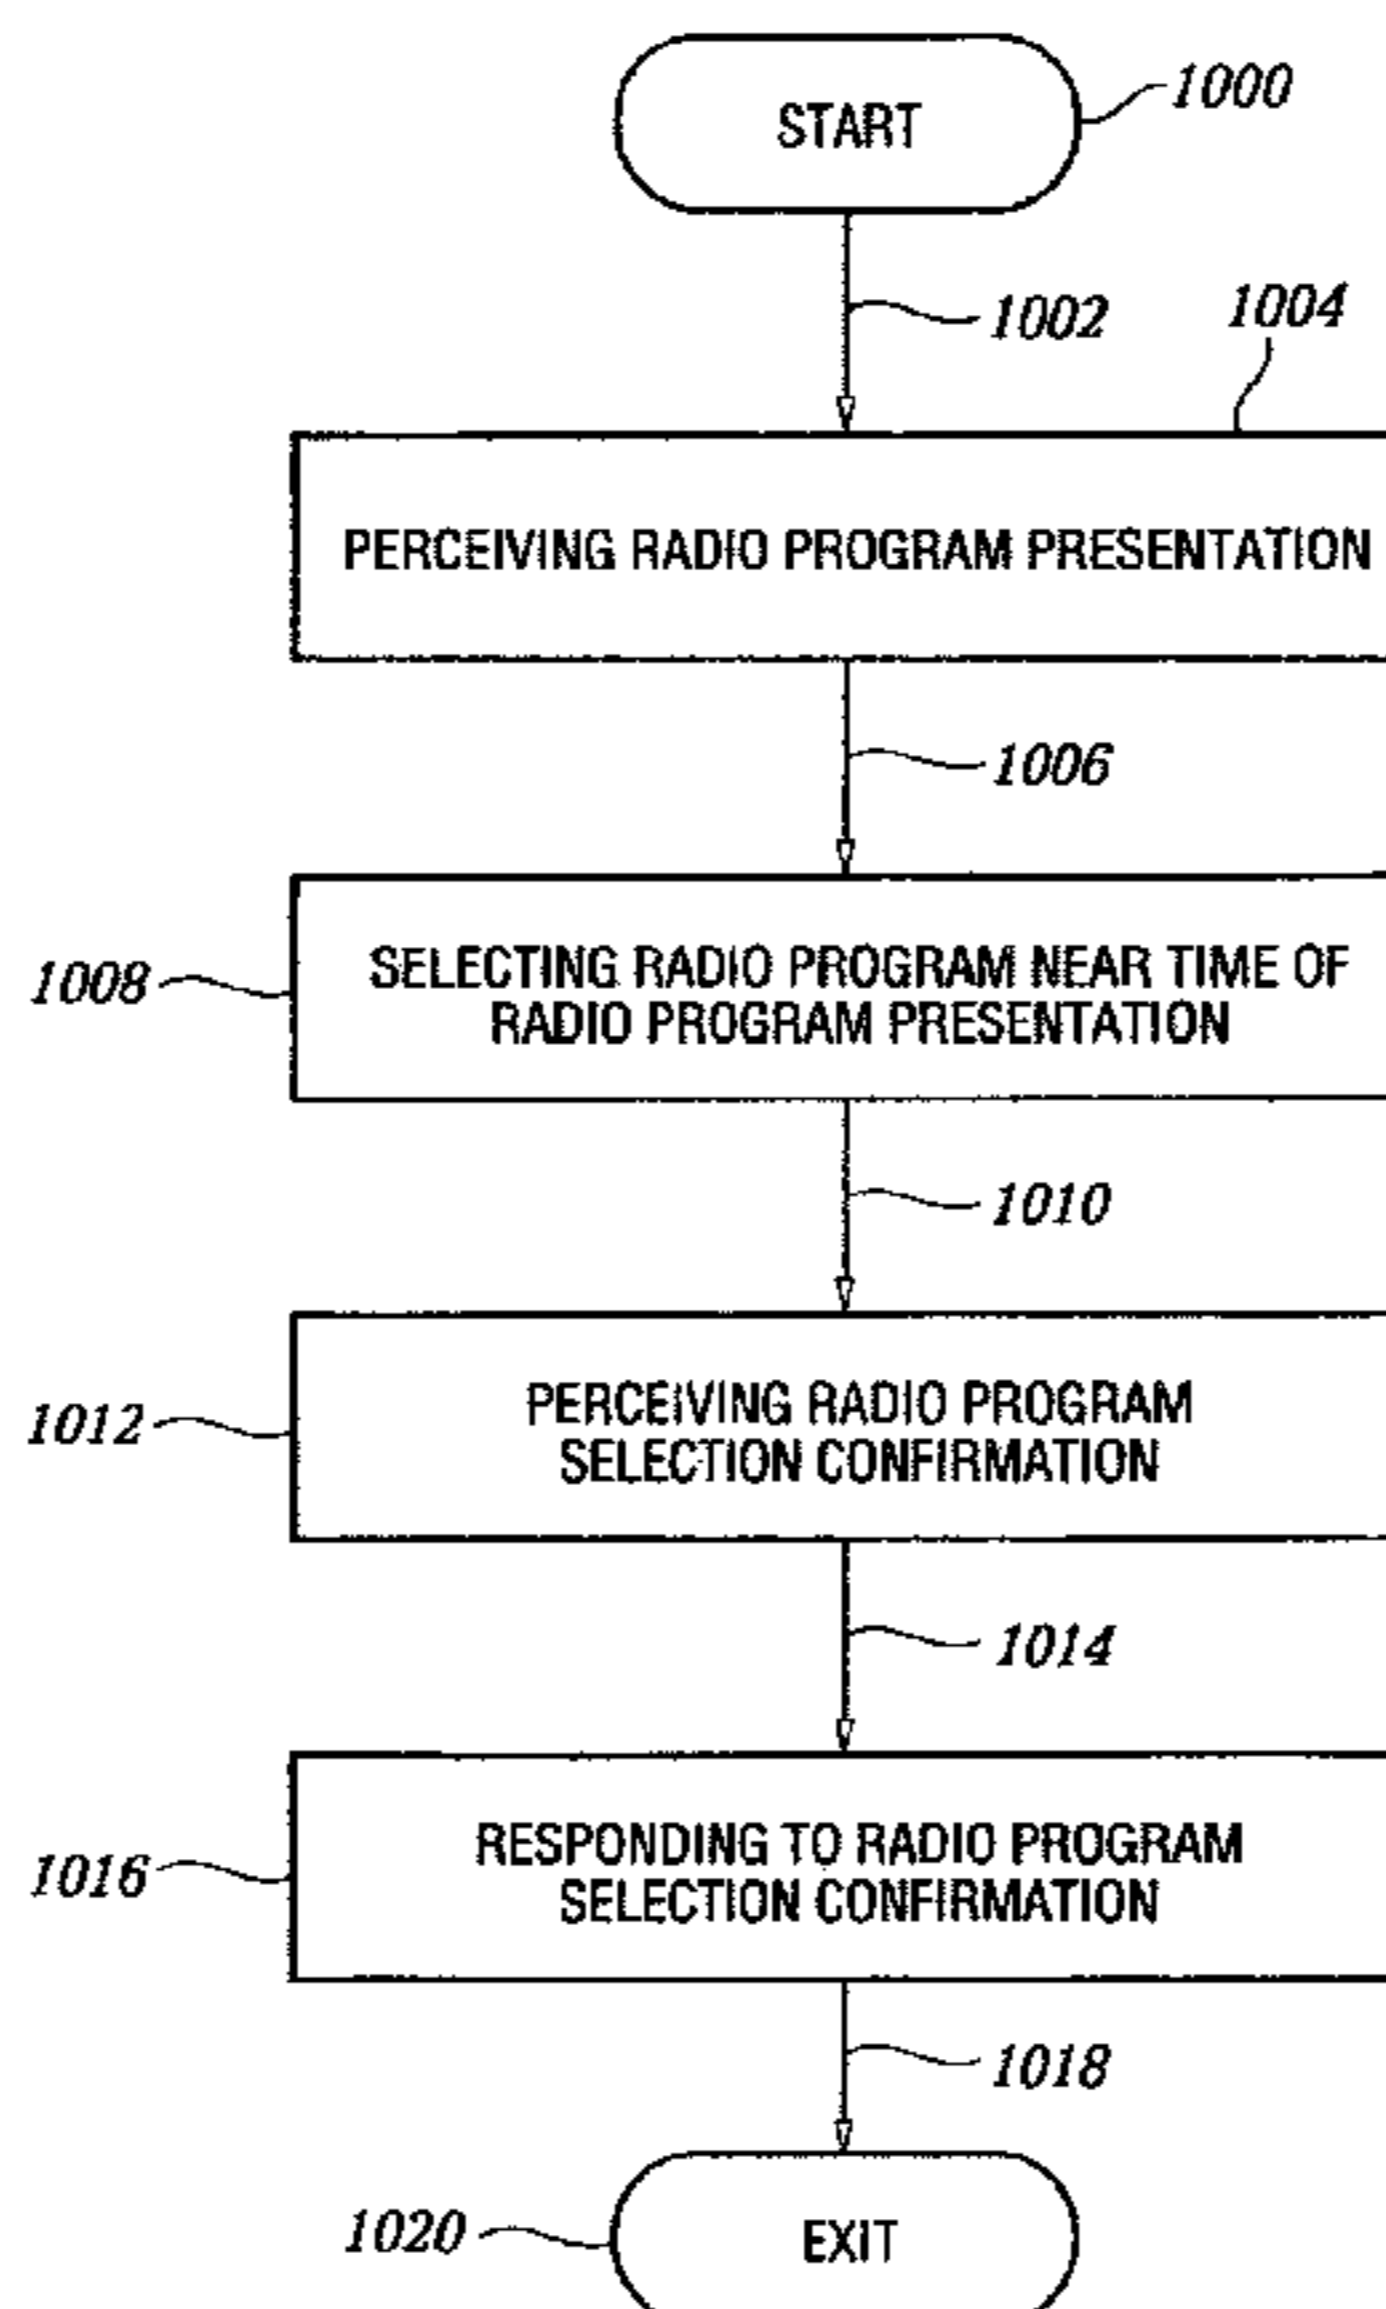 START
1000
1002
1004
PERCEIVING RADIO PROGRAM PRESENTATION
1006
1008
SELECTING RADIO PROGRAM NEAR TIME OF
RADIO PROGRAM PRESENTATION
1010
1012
PERCEIVING RADIO PROGRAM
SELECTION CONFIRMATION
1014
1016
RESPONDING TO RADIO PROGRAM
SELECTION CONFIRMATION
1018
1020
EXIT